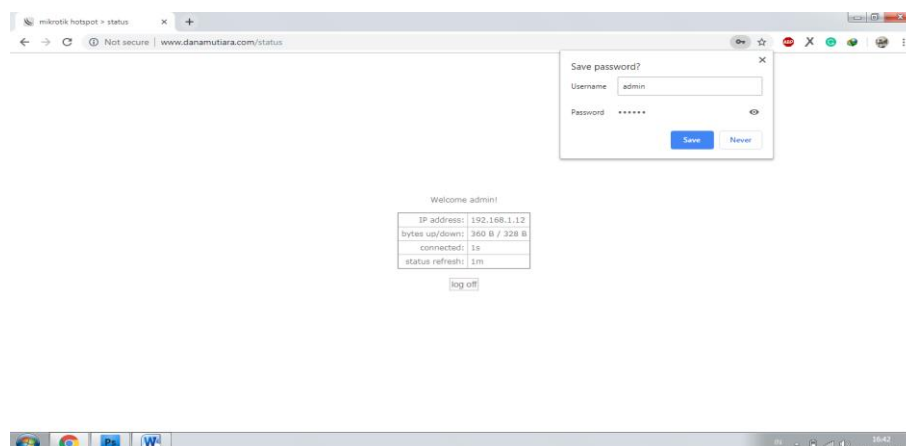 mikrotik hotspot > status
Not secure | www.danamutiara.com/status
Save password?
Username admin
Password ••••••
Save Never
Welcome admin!
IP address: 192.168.1.12
bytes up/down: 360 B / 328 B
connected: 1s
status refresh: 1m
log off
Ps W
16:42